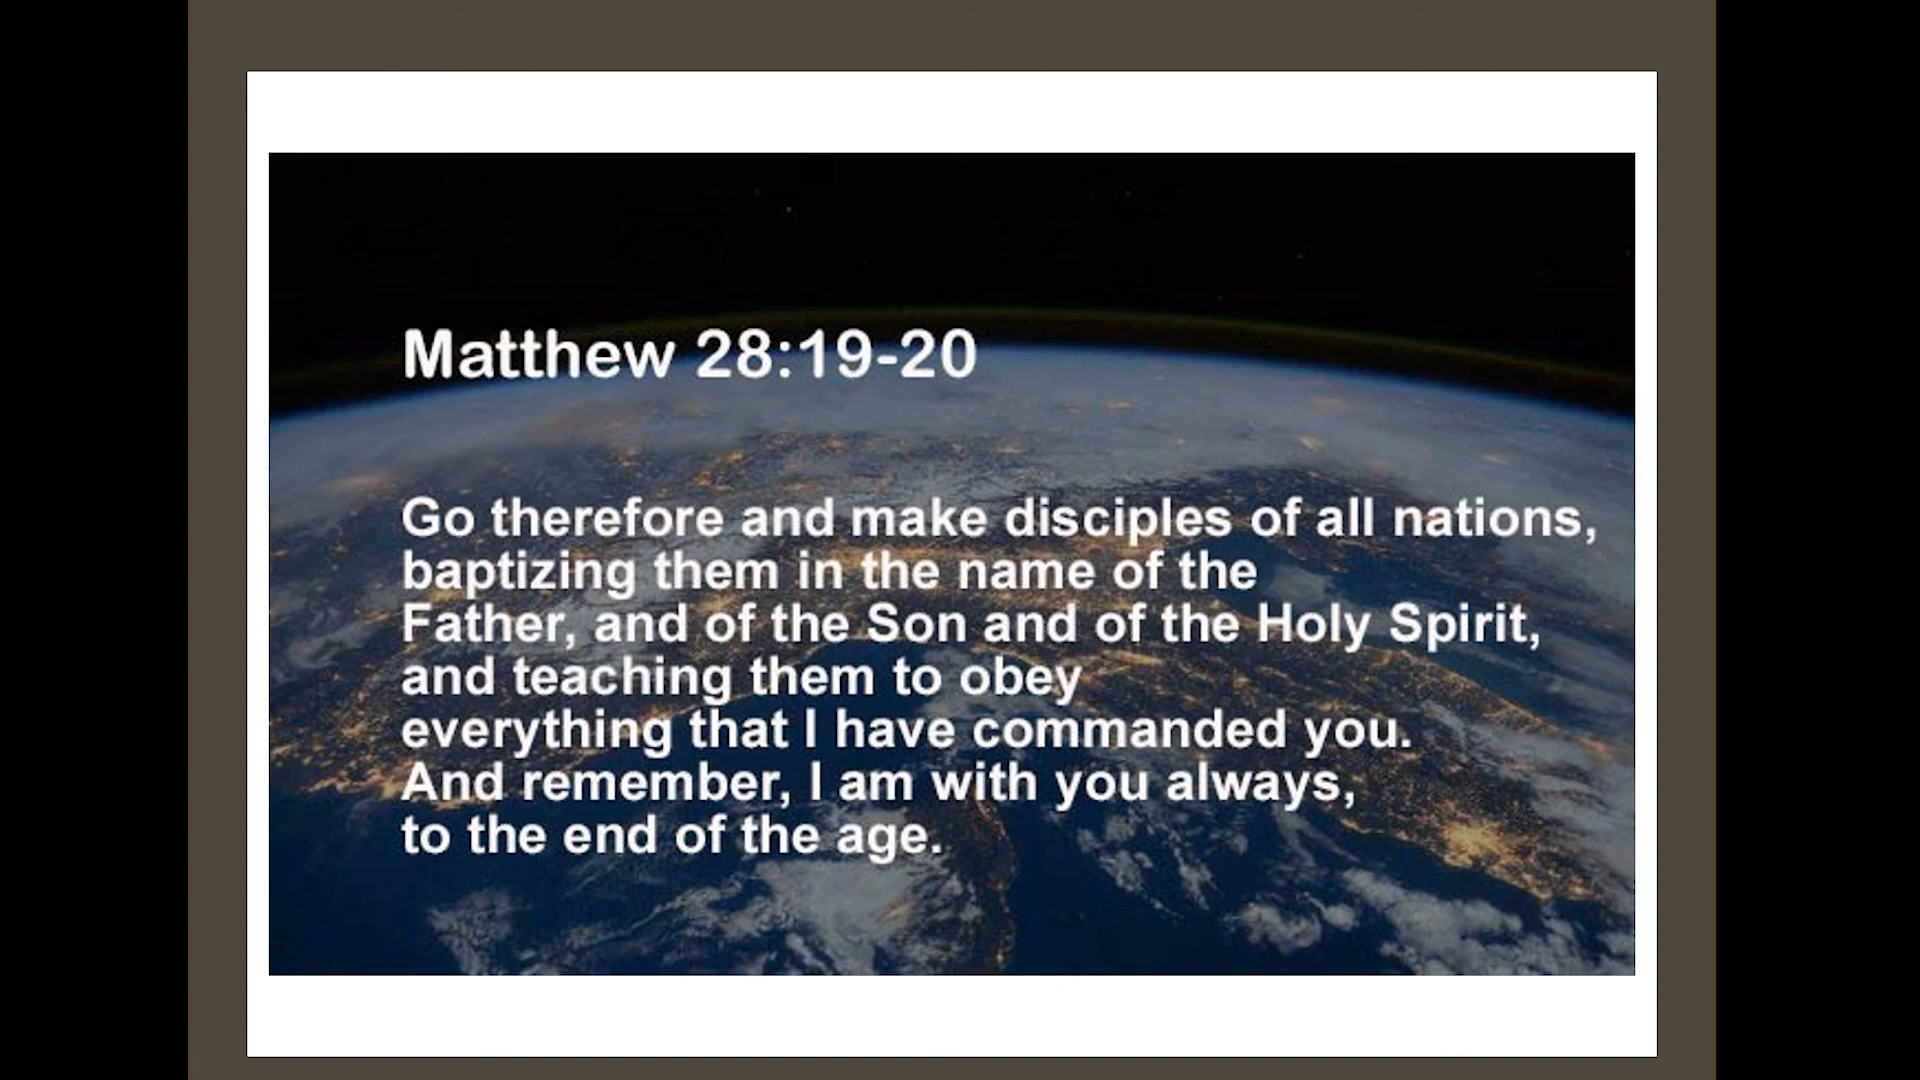 Matthew 28:19-20
Go therefore and make disciples of all nations,
baptizing them in the name of the
Father, and of the Son and of the Holy Spirit,
and teaching them to obey
everything that I have commanded you.
And remember, I am with you always,
to the end of the age.